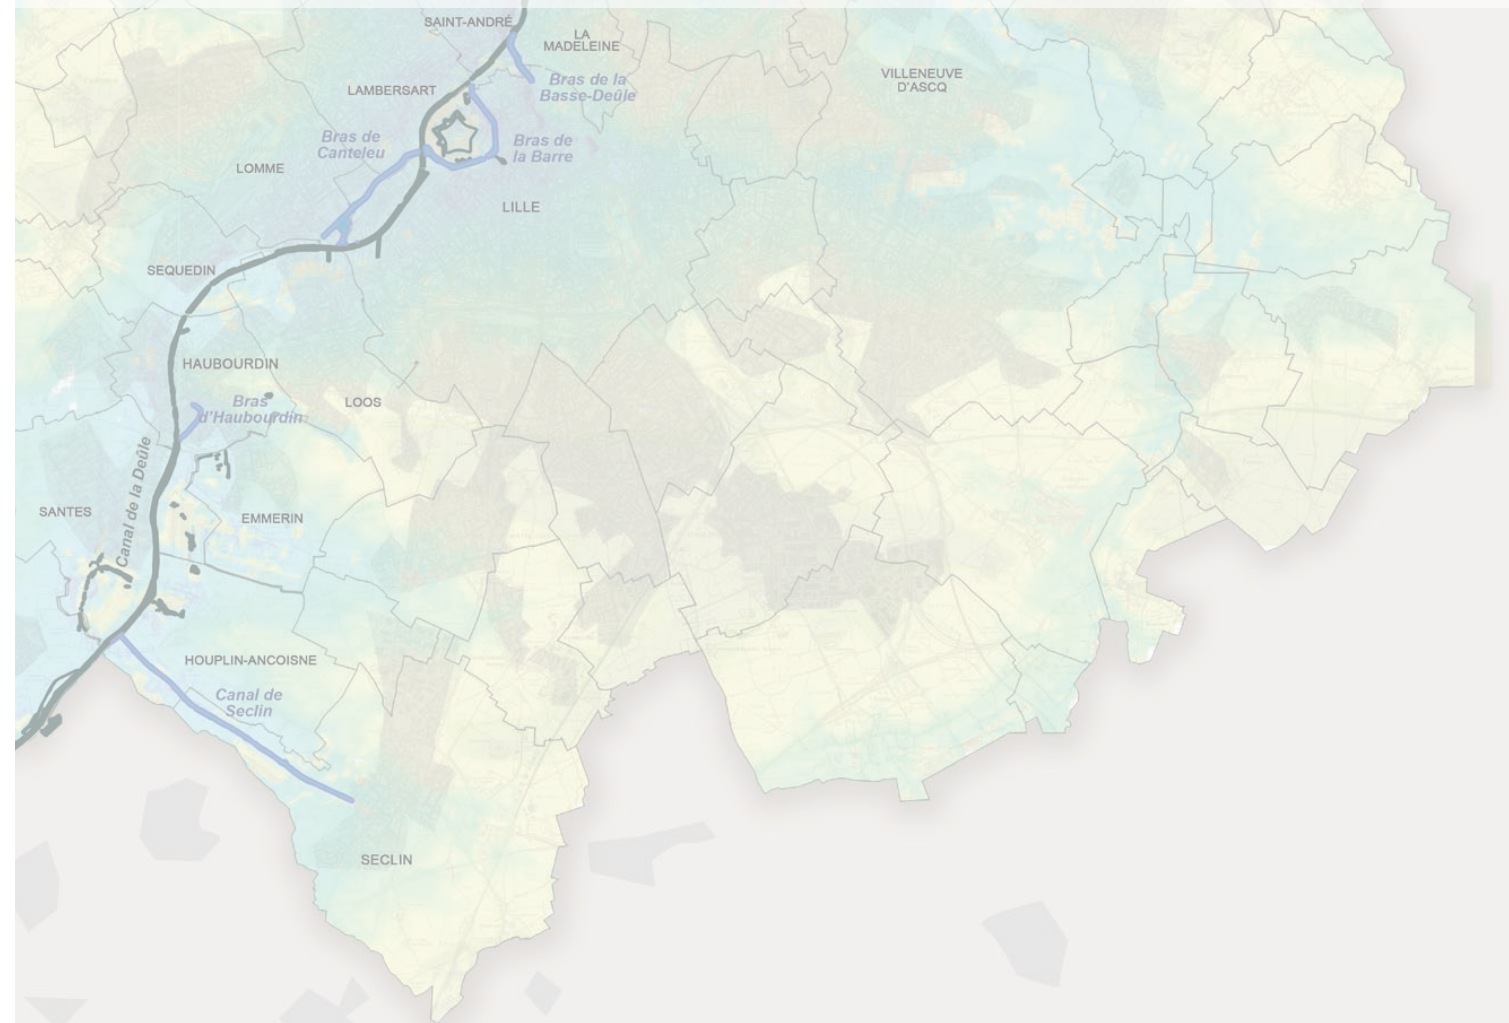 SAINT-ANDRÉ
LA
MADELEINE
VILLENEUVE
D'ASCQ
LAMBERSART
Bras de la
Basse-Deûle
Bras de
Canteleu
Bras de
la Barre
LOMME
LILLE
SEQUEDIN
HAUBOURDIN
Bras
d'Haubourdin
LOOS
Canal de la Deûle
SANTES
EMMERIN
HOUPLIN-ANCOISNE
Canal de
Seclin
SECLIN